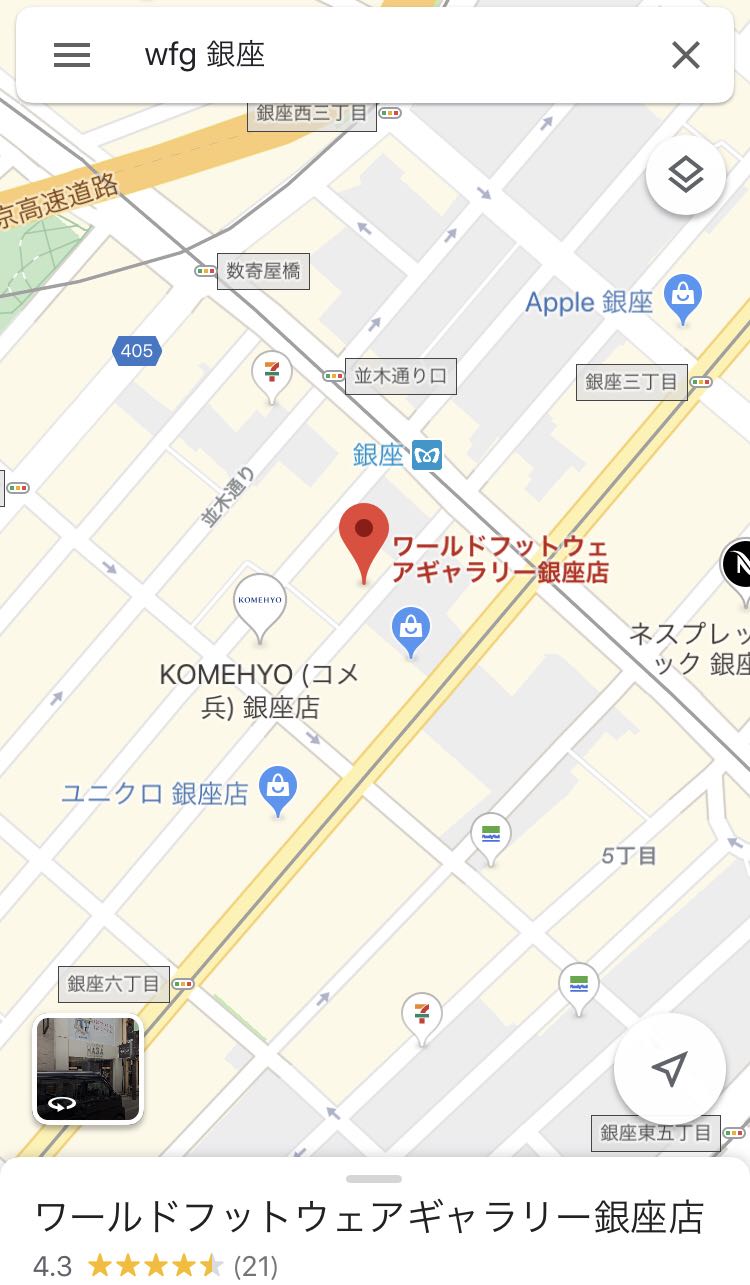 wfg 銀座
銀座西三丁目
京高速道路
数寄屋橋
Apple 銀座
405
並木通り口
銀座三丁目
7
銀座
並木通り
ワールドフットウェ
アギャラリー銀座店
N
KOMEHYO
ネスプレッ
ック 銀座
KOMEHYO (コメ
兵) 銀座店
ユニクロ 銀座店
FamilyMart
5丁目
銀座六丁目
FamilyMart
7
銀座東五丁目
ワールドフットウェアギャラリー銀座店
4.3 (21)